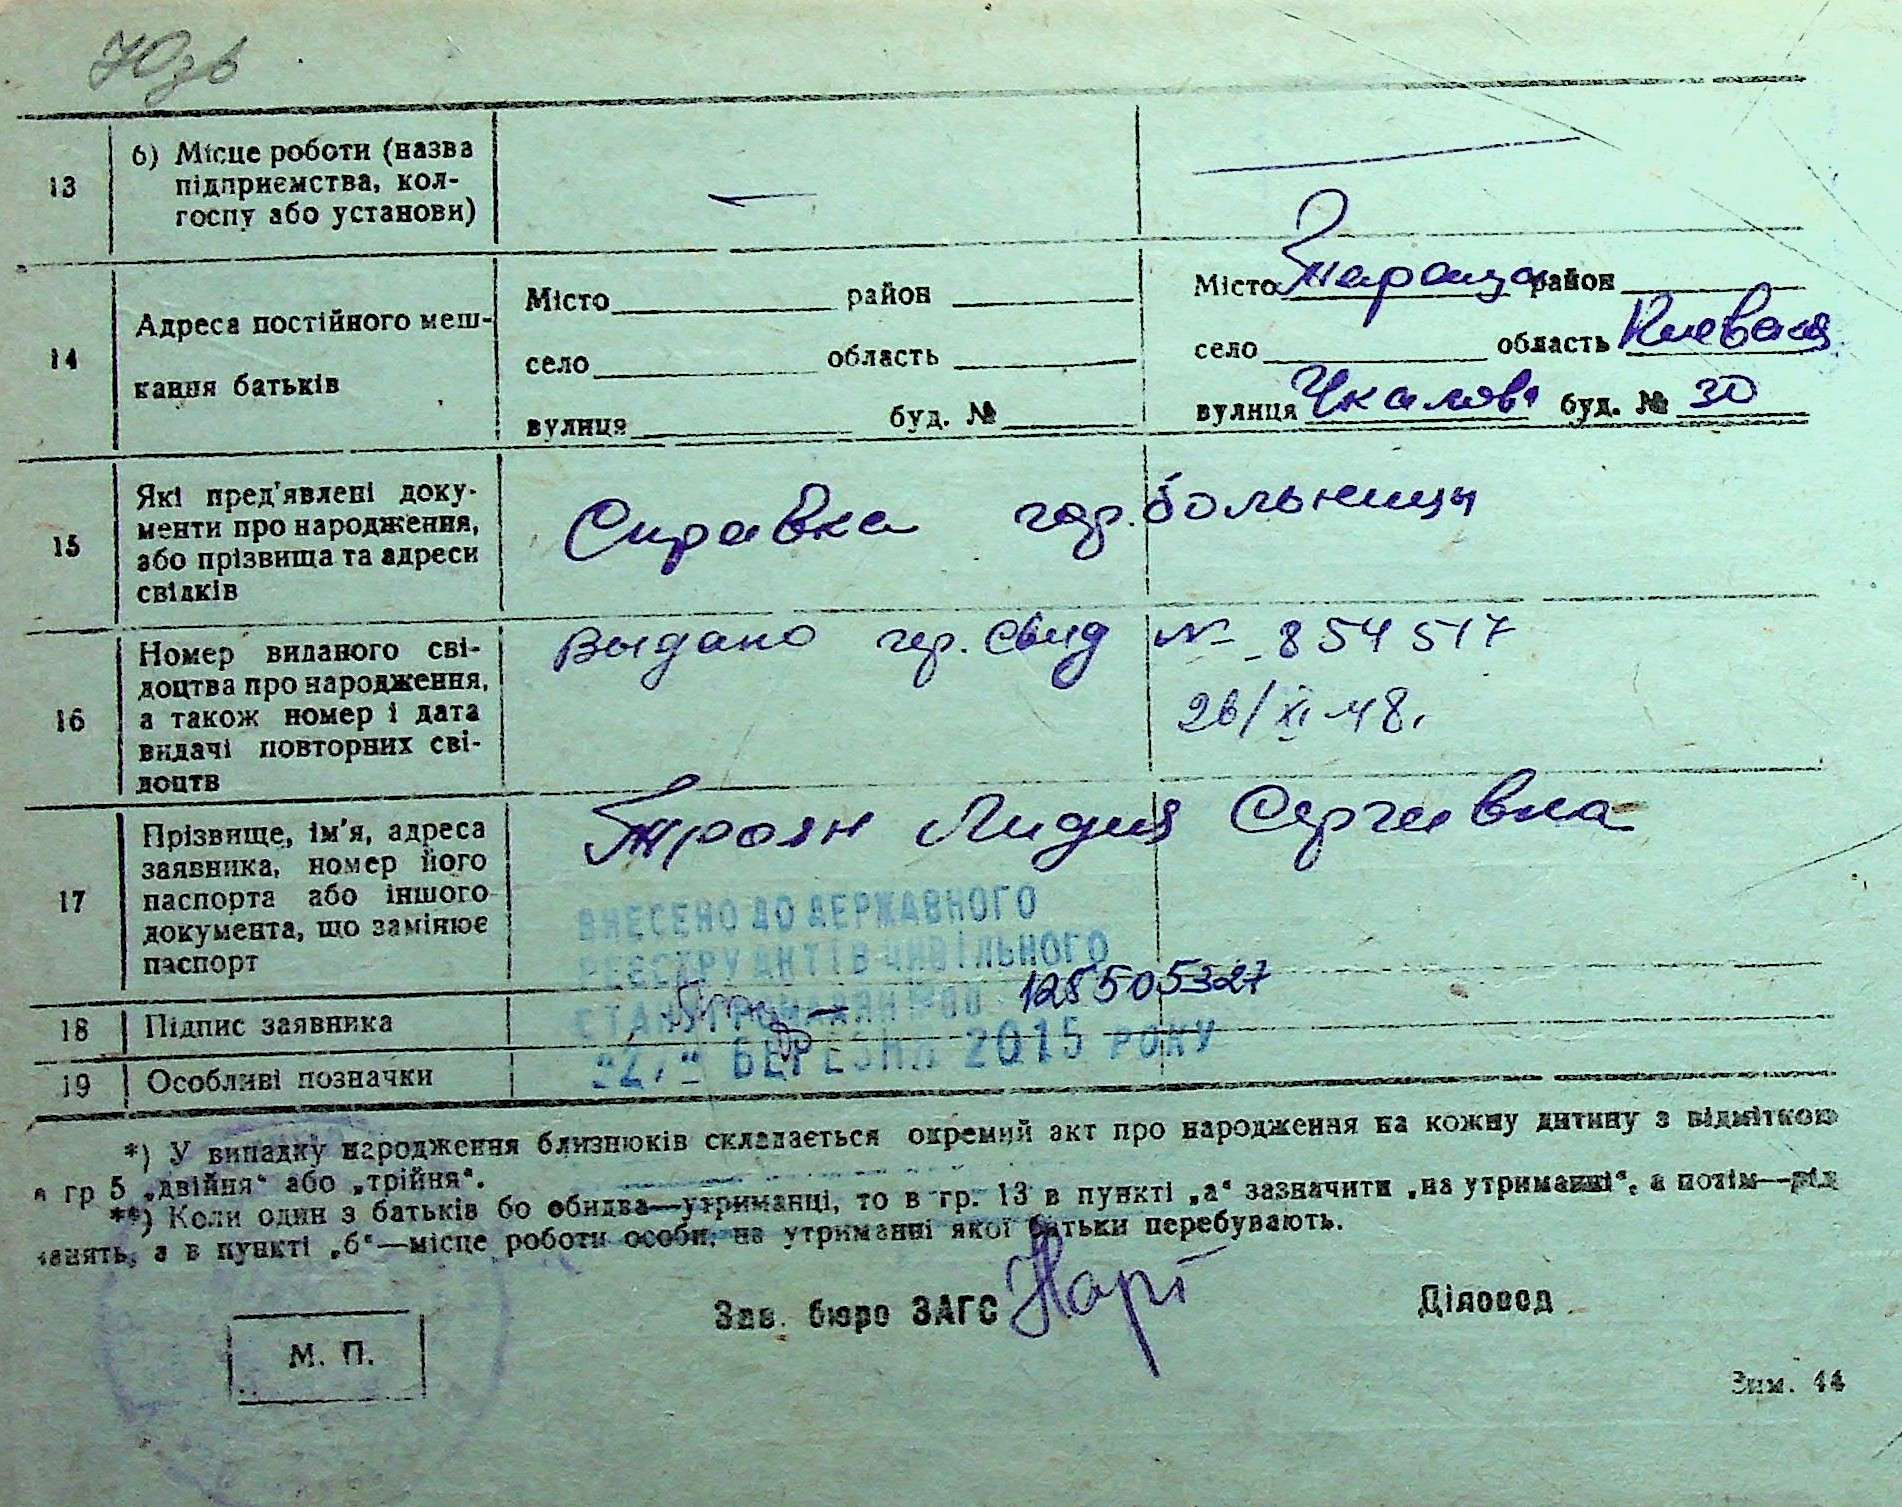 13
б) Місце роботи (назва
підприємства, кол-
госпу або установи)
14
Адреса постійного меш-
кання батьків
Місто район
село область
вулиця буд. №
Місто Тараща район
село область Киевская
вулиця Чкалова буд. № 30
15
Які пред'явлені доку-
менти про народження,
або прізвища та адреси
свідків
Справка гор. больницы
16
Номер виданого сві-
доцтва про народження,
а також номер і дата
видачі повторних сві-
доцтв
Выдано гер. свид № 854517
26/XI-48г.
17
Прізвище, ім'я, адреса
заявника, номер його
паспорта або іншого
документа, що замінює
паспорт
Троян Лидия Сергеевна
ВНЕСЕНО ДО ДЕРЖАВНОГО
РЕЄСТРУ АКТІВ ЦИВІЛЬНОГО
СТАНУ ГРОМАДЯН 128505327
БЕРЕЗНЯ 2015 РОКУ
18
Підпис заявника
19
Особливі позначки
*) У випадку народження близнюків складається окремий акт про народження на кожну дитину з відміткою
в гр 5 „двійня“ або „трійня“.
**) Коли один з батьків бо обидва—утриманці, то в гр. 13 в пункті „а“ зазначити „на утриманні“, а потім—рід
занять, а в пункті „б“—місце роботи особи, на утриманні якої батьки перебувають.
Зав. бюро ЗАГС
Діловод
М. П.
Зим. 44